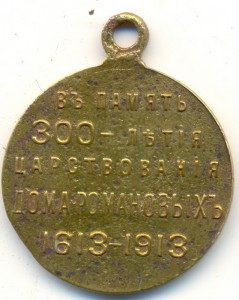 ВЪ ПАМЯТЬ
300-ЛѢТІЯ
ЦАРСТВОВАНІЯ
ДОМА РОМАНОВЫХЪ
1613-1913